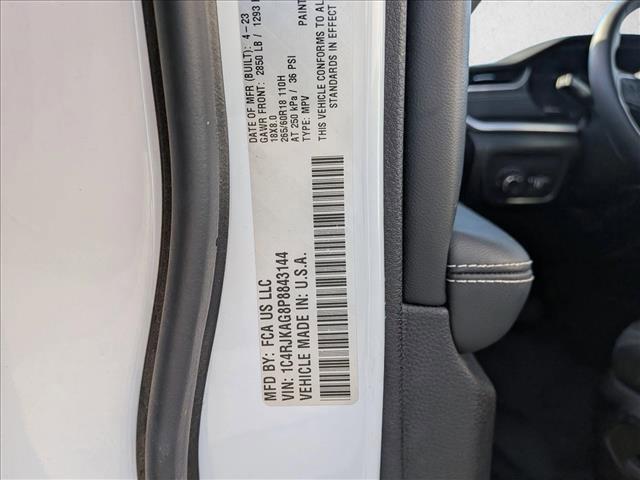 MFD BY: FCA US LLC
DATE OF MFR (BUILT): 4-23
GAWR FRONT: 2850 LB / 1293
18X8.0
265/60R18 110H
AT 250 kPa / 36 PSI
TYPE: MPV
PAINT
THIS VEHICLE CONFORMS TO AL
STANDARDS IN EFFECT
VIN: 1C4RJKAG8P8843144
VEHICLE MADE IN: U.S.A.